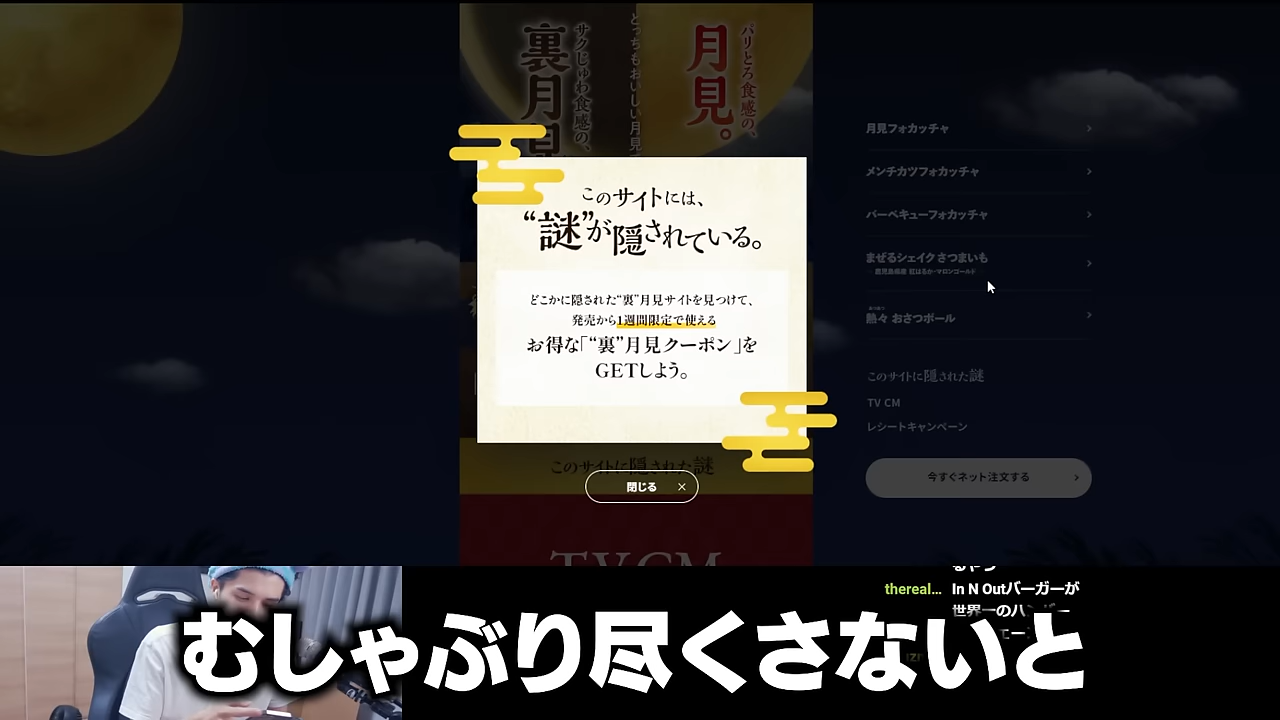 裏月見
サクじゅわ食感の、
どっちもおいしい月見
月見。
パリとろ食感の、
このサイトには、
“謎”が隠されている。
どこかに隠された“裏”月見サイトを見つけて、
発売から1週間限定で使える
お得な「“裏”月見クーポン」を
GETしよう。
このサイトに隠された謎
閉じる
TV CM
月見フォカッチャ
メンチカツフォカッチャ
バーベキューフォカッチャ
まぜるシェイク さつまいも
熱々 おさつボール
このサイトに隠された謎
TV CM
レシートキャンペーン
今すぐネット注文する
thereal... In N Outバーガーが
世界一のハンバー
むしゃぶり尽くさないと